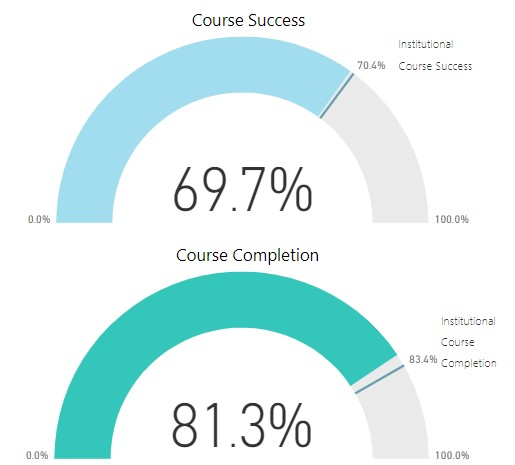 Course Success
Institutional
70.4% Course Success
69.7%
0.0% 100.0%
Course Completion
Institutional
Course
83.4% Completion
81.3%
0.0% 100.0%